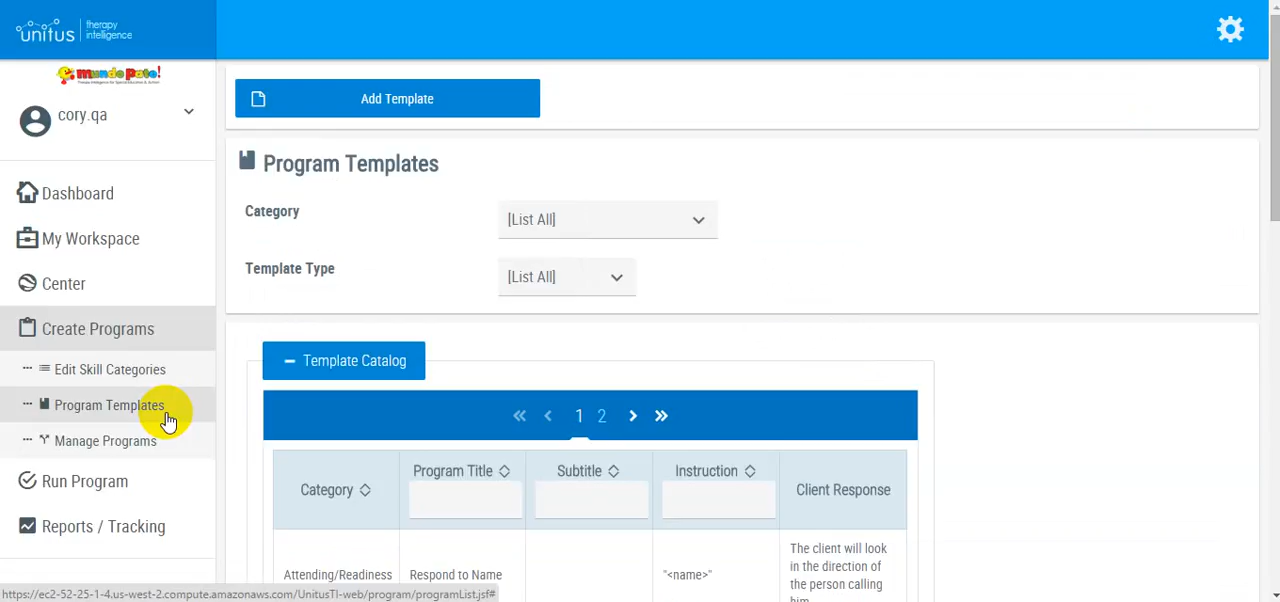 unitus therapy
intelligence
mundo Pato!
cory.qa
Dashboard
My Workspace
Center
Create Programs
Edit Skill Categories
Program Templates
Manage Programs
Run Program
Reports / Tracking
Add Template
Program Templates
Category [List All]
Template Type [List All]
Template Catalog
1 2
Category Program Title Subtitle Instruction Client Response
Attending/Readiness Respond to Name "<name>" The client will look
in the direction of
the person calling
him
https://ec2-52-25-1-4.us-west-2.compute.amazonaws.com/UnitusTI-web/program/programList.jsf#